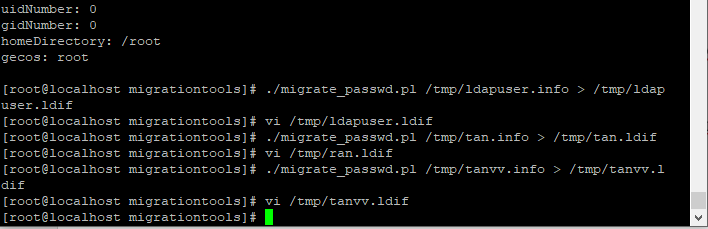 uidNumber: 0
gidNumber: 0
homeDirectory: /root
gecos: root
[root@localhost migrationtools]# ./migrate_passwd.pl /tmp/ldapuser.info > /tmp/ldap
user.ldif
[root@localhost migrationtools]# vi /tmp/ldapuser.ldif
[root@localhost migrationtools]# ./migrate_passwd.pl /tmp/tan.info > /tmp/tan.ldif
[root@localhost migrationtools]# vi /tmp/ran.ldif
[root@localhost migrationtools]# ./migrate_passwd.pl /tmp/tanvv.info > /tmp/tanvv.l
dif
[root@localhost migrationtools]# vi /tmp/tanvv.ldif
[root@localhost migrationtools]#